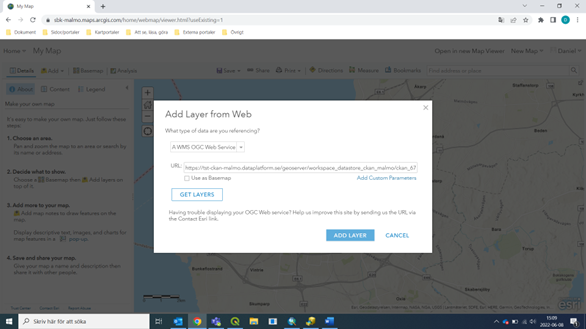 My Map
sbk-malmo.maps.arcgis.com/home/webmap/viewer.html?useExisting=1
Dokument
Sidor/portaler
Kartportaler
Att se, läsa, göra
Externa portaler
Övrigt
Home
My Map
Open in new Map Viewer
New Map
Daniel
Details
Add
Basemap
Analysis
Save
Share
Print
Directions
Measure
Bookmarks
Find address or place
About
Content
Legend
Make your own map
It's easy to make your own map. Just follow these steps.
1. Choose an area.
Pan and zoom the map to an area or search by its name or address.
2. Decide what to show.
Choose a Basemap then Add layers on top of it.
3. Add more to your map.
Add map notes to draw features on the map.
Display descriptive text, images, and charts for map features in a pop-up.
4. Save and share your map.
Give your map a name and description then share it with other people.
Add Layer from Web
What type of data are you referencing?
A WMS OGC Web Service
URL:
https://tst-ckan-malmo.dataplatform.se/geoserver/workspace_datastore_ckan_malmo/ckan_67
Use as Basemap
Add Custom Parameters
GET LAYERS
Having trouble displaying your OGC Web service? Help us improve this site by sending us the URL via
the Contact Esri link.
ADD LAYER
CANCEL
esri
Skriv här för att söka
15:09
2022-06-08